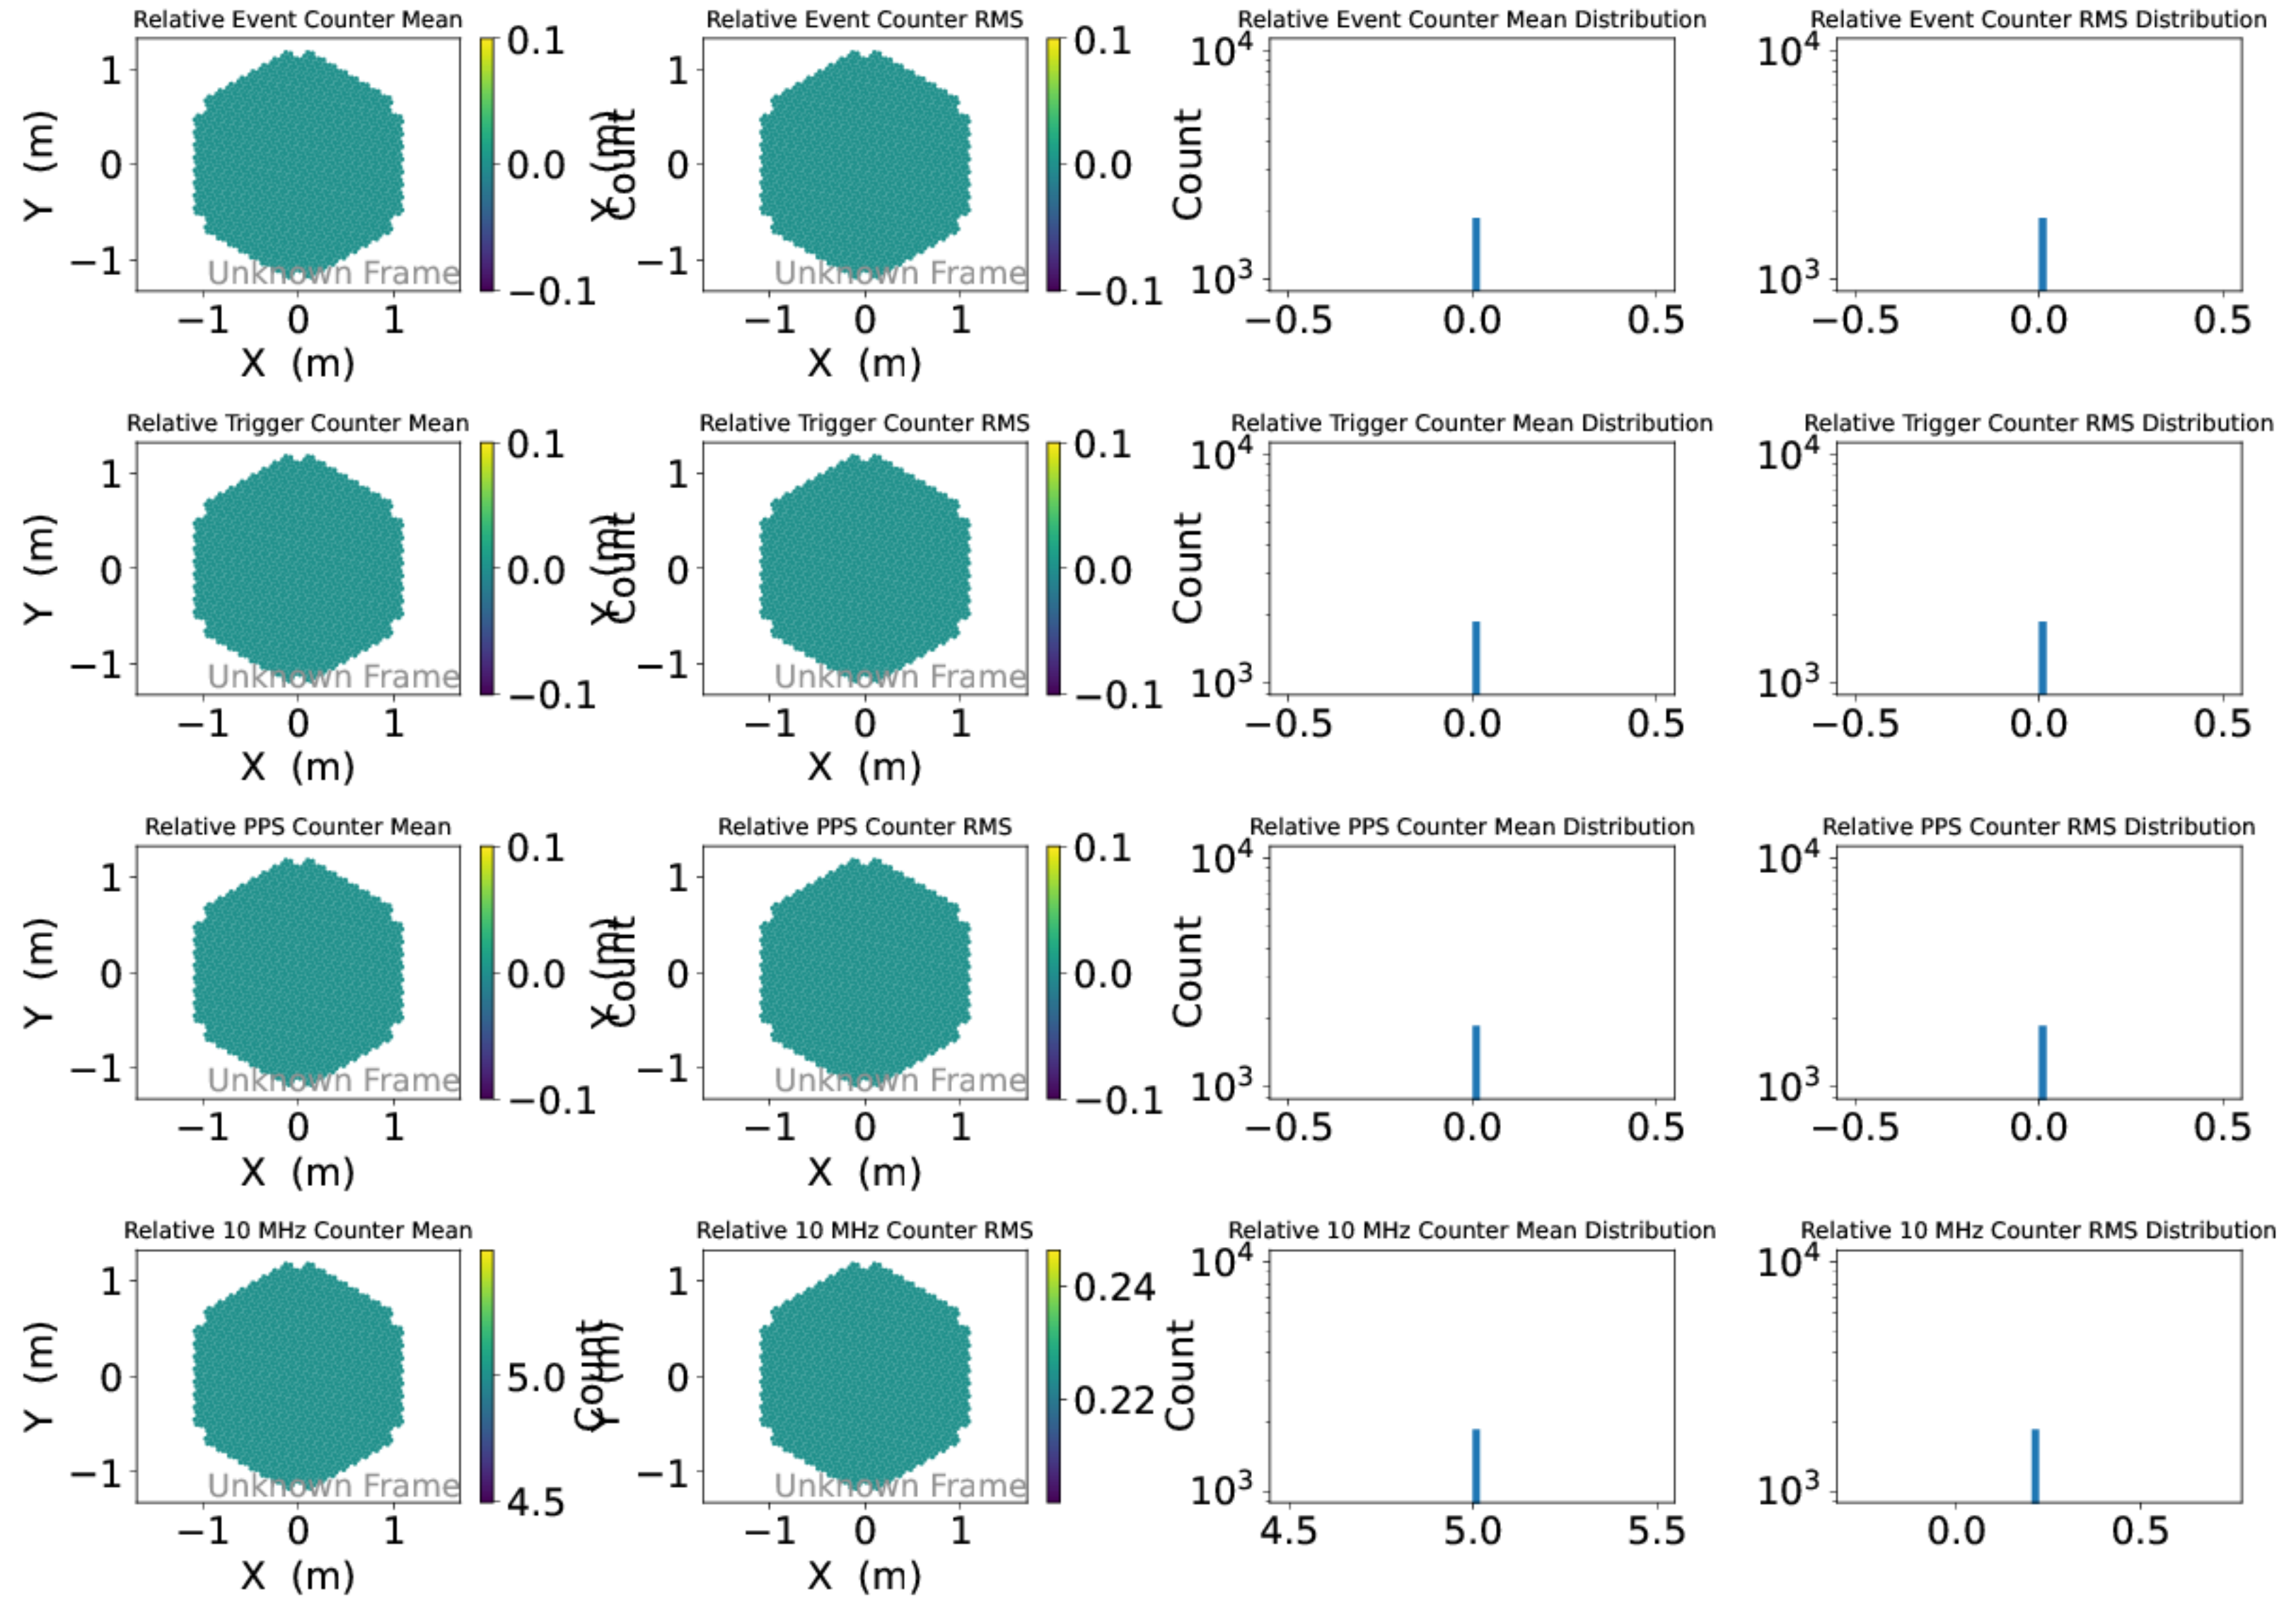 Relative Event Counter Mean
Relative Event Counter RMS
Relative Event Counter Mean Distribution
Relative Event Counter RMS Distribution
1
0
−1
Y (m)
Unknown Frame
−1 0 1
X (m)
0.1
0.0
−0.1
Count
1
0
−1
Y (m)
Unknown Frame
−1 0 1
X (m)
0.1
0.0
−0.1
Count
10^4
10^3
−0.5 0.0 0.5
10^4
10^3
−0.5 0.0 0.5
Relative Trigger Counter Mean
Relative Trigger Counter RMS
Relative Trigger Counter Mean Distribution
Relative Trigger Counter RMS Distribution
1
0
−1
Y (m)
Unknown Frame
−1 0 1
X (m)
0.1
0.0
−0.1
Count
1
0
−1
Y (m)
Unknown Frame
−1 0 1
X (m)
0.1
0.0
−0.1
Count
10^4
10^3
−0.5 0.0 0.5
10^4
10^3
−0.5 0.0 0.5
Relative PPS Counter Mean
Relative PPS Counter RMS
Relative PPS Counter Mean Distribution
Relative PPS Counter RMS Distribution
1
0
−1
Y (m)
Unknown Frame
−1 0 1
X (m)
0.1
0.0
−0.1
Count
1
0
−1
Y (m)
Unknown Frame
−1 0 1
X (m)
0.1
0.0
−0.1
Count
10^4
10^3
−0.5 0.0 0.5
10^4
10^3
−0.5 0.0 0.5
Relative 10 MHz Counter Mean
Relative 10 MHz Counter RMS
Relative 10 MHz Counter Mean Distribution
Relative 10 MHz Counter RMS Distribution
1
0
−1
Y (m)
Unknown Frame
−1 0 1
X (m)
5.0
4.5
Count
1
0
−1
Y (m)
Unknown Frame
−1 0 1
X (m)
0.24
0.22
Count
10^4
10^3
4.5 5.0 5.5
10^4
10^3
0.0 0.5